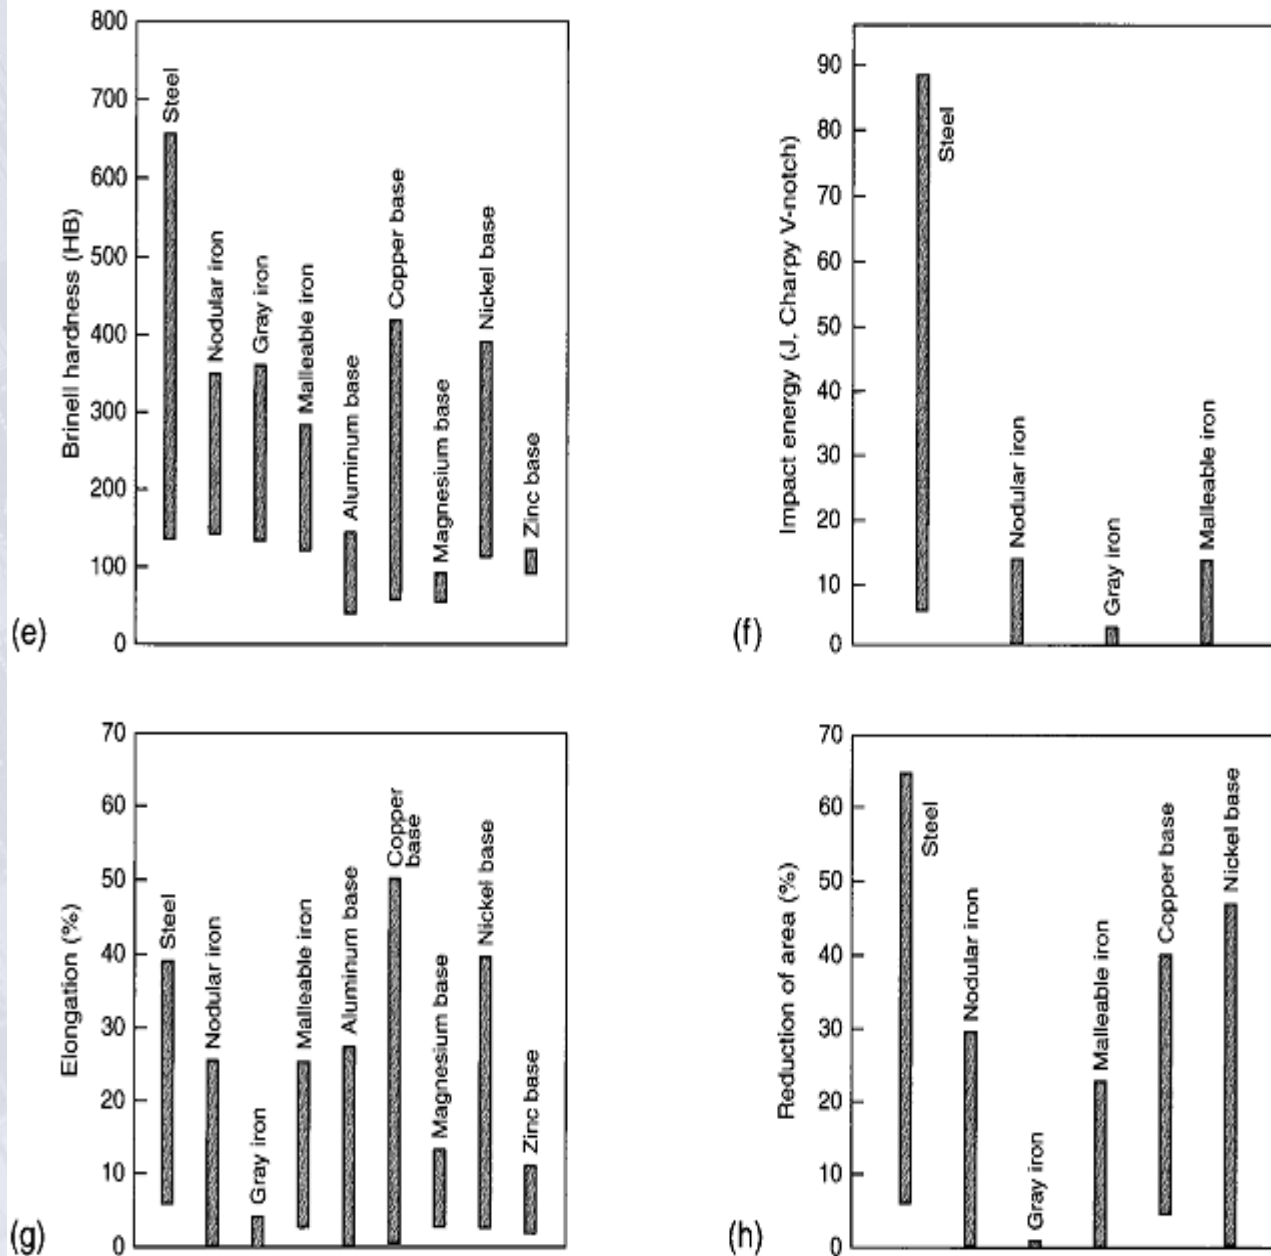 (e)
Brinell hardness (HB)
800
700
600
500
400
300
200
100
0
Steel
Nodular iron
Gray iron
Malleable iron
Aluminum base
Copper base
Magnesium base
Nickel base
Zinc base
(f)
Impact energy (J, Charpy V-notch)
90
80
70
60
50
40
30
20
10
0
Steel
Nodular iron
Gray iron
Malleable iron
(g)
Elongation (%)
70
60
50
40
30
20
10
0
Steel
Nodular iron
Gray iron
Malleable iron
Aluminum base
Copper
base
Magnesium base
Nickel base
Zinc base
(h)
Reduction of area (%)
70
60
50
40
30
20
10
0
Steel
Nodular iron
Gray iron
Malleable iron
Copper base
Nickel base